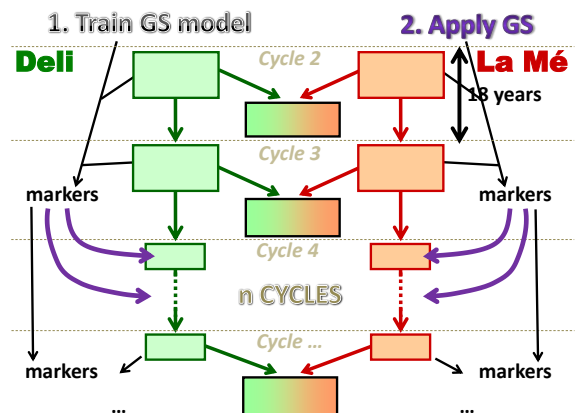 1. Train GS model
2. Apply GS
Deli
Cycle 2
La Mé
18 years
Cycle 3
markers
markers
Cycle 4
n CYCLES
Cycle ...
markers
markers
...
...